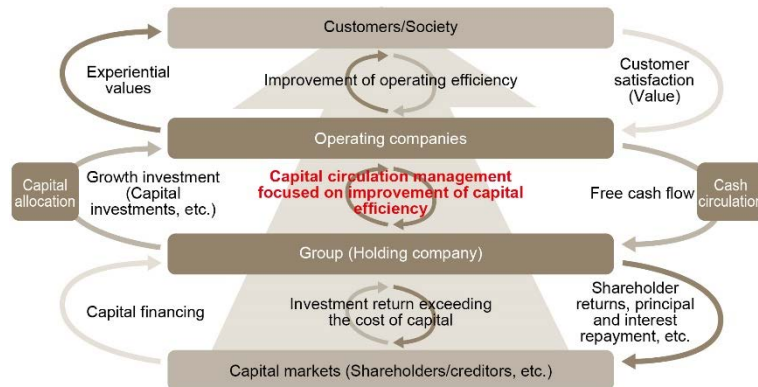 Customers/Society
Experiential
values
Improvement of operating efficiency
Customer
satisfaction
(Value)
Operating companies
Capital
allocation
Growth investment
(Capital
investments, etc.)
Capital circulation management
focused on improvement of capital
efficiency
Free cash flow
Cash
circulation
Group (Holding company)
Capital financing
Investment return exceeding
the cost of capital
Shareholder
returns, principal
and interest
repayment, etc.
Capital markets (Shareholders/creditors, etc.)